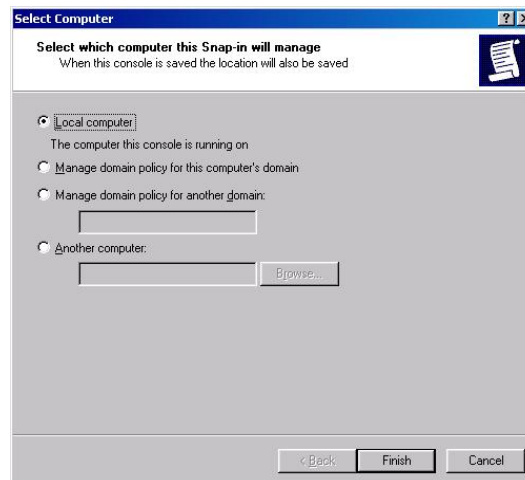 Select Computer
Select which computer this Snap-in will manage
When this console is saved the location will also be saved
Local computer
The computer this console is running on
Manage domain policy for this computer's domain
Manage domain policy for another domain:
Another computer:
Browse...
< Back Finish Cancel